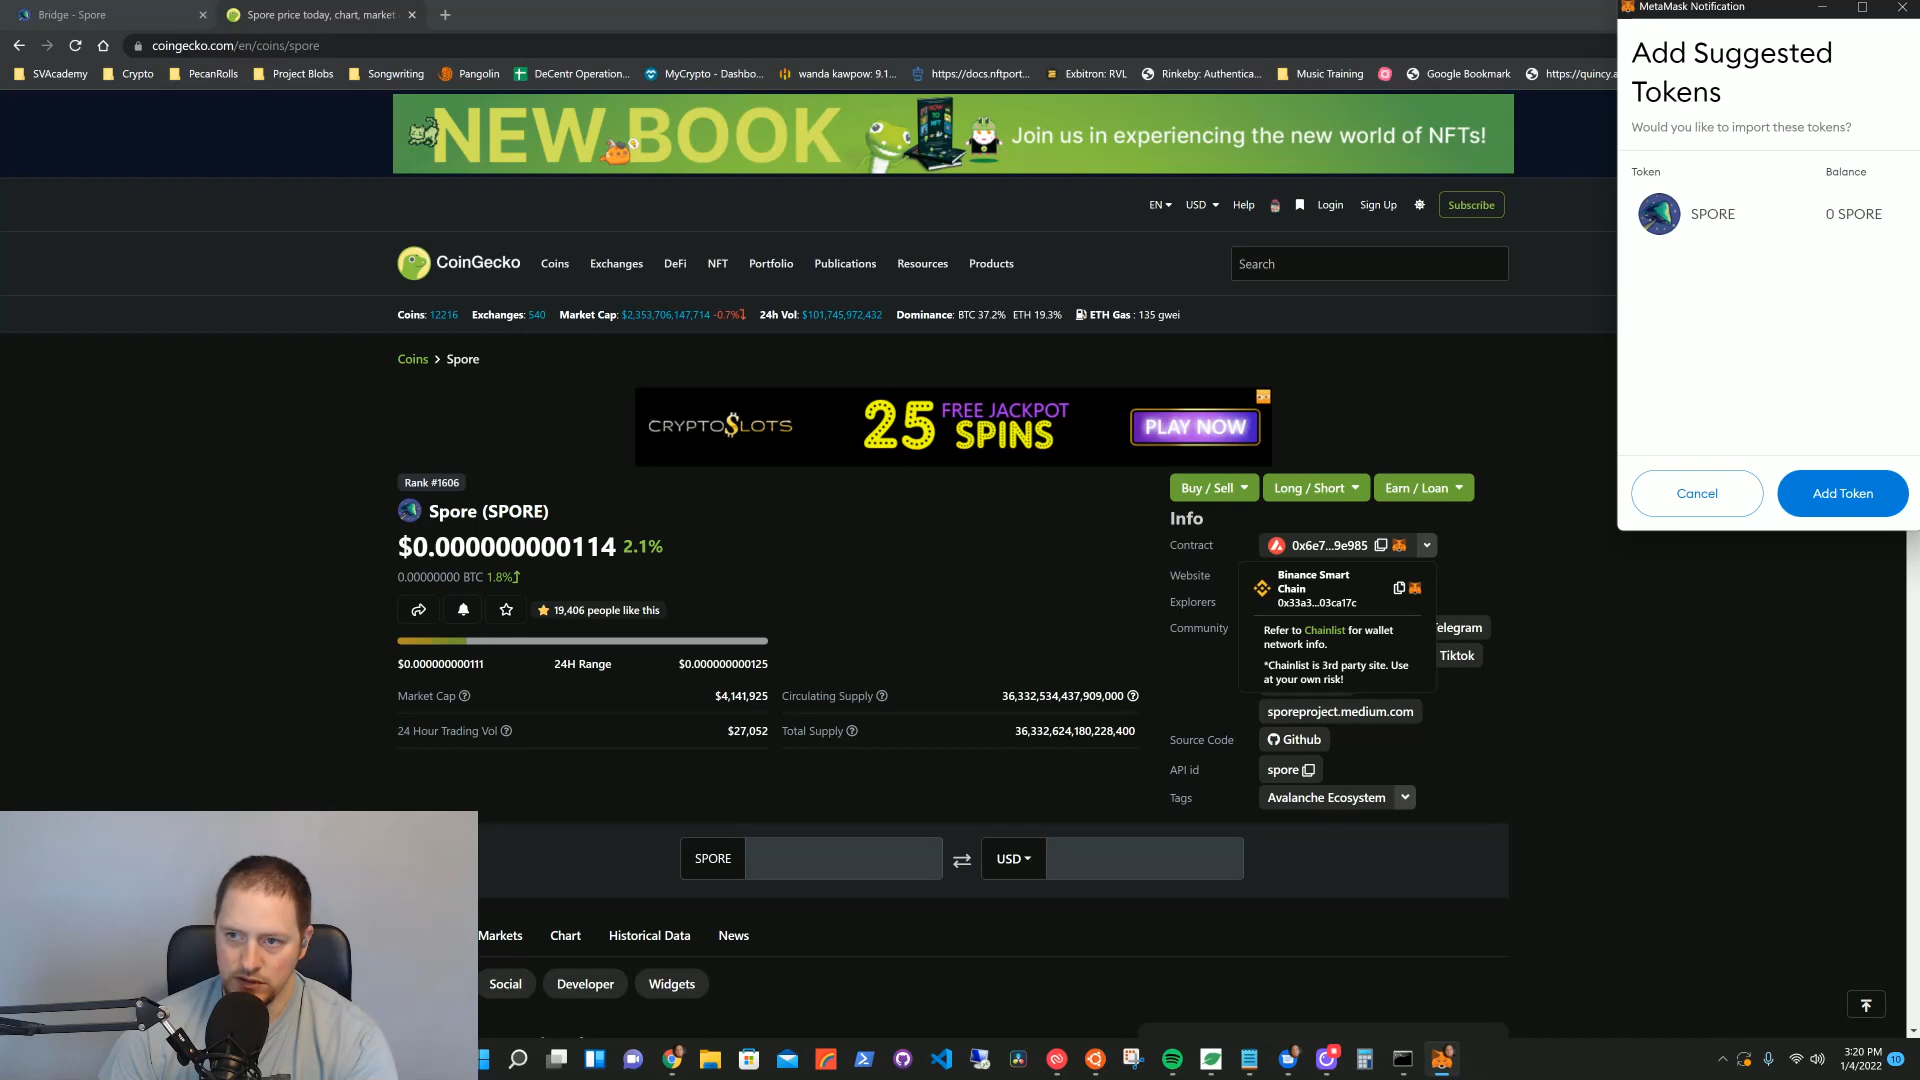 Bridge - Spore
Spore price today, chart, market
coingecko.com/en/coins/spore
SVAcademy
Crypto
PecanRolls
Project Blobs
Songwriting
Pangolin
DeCentr Operation...
MyCrypto - Dashbo...
wanda kawpow: 9.1...
https://docs.nftport...
Exbitron: RVL
Rinkeby: Authentica...
Music Training
Google Bookmark
https://quincy.a
MetaMask Notification
Add Suggested
Tokens
Would you like to import these tokens?
Token
Balance
SPORE
0 SPORE
Cancel
Add Token
NEW BOOK
HOW TO NFT
Join us in experiencing the new world of NFTs!
EN
USD
Help
Login
Sign Up
Subscribe
CoinGecko
Coins
Exchanges
DeFi
NFT
Portfolio
Publications
Resources
Products
Search
Coins: 12216
Exchanges: 540
Market Cap: $2,353,706,147,714 -0.7%
24h Vol: $101,745,972,432
Dominance: BTC 37.2% ETH 19.3%
ETH Gas : 135 gwei
Coins > Spore
CRYPTOSLOTS
25
FREE JACKPOT
SPINS
PLAY NOW
Rank #1606
Spore (SPORE)
$0.000000000114 2.1%
0.00000000 BTC 1.8%
19,406 people like this
$0.000000000111
24H Range
$0.000000000125
Market Cap
$4,141,925
Circulating Supply
36,332,534,437,909,000
24 Hour Trading Vol
$27,052
Total Supply
36,332,624,180,228,400
Buy / Sell
Long / Short
Earn / Loan
Info
Contract
0x6e7...9e985
Website
Explorers
Community
Binance Smart
Chain
0x33a3...03ca17c
Refer to Chainlist for wallet
network info.
*Chainlist is 3rd party site. Use
at your own risk!
elegram
Tiktok
sporeproject.medium.com
Source Code
Github
API id
spore
Tags
Avalanche Ecosystem
SPORE
USD
Markets
Chart
Historical Data
News
Social
Developer
Widgets
3:20 PM
1/4/2022
10